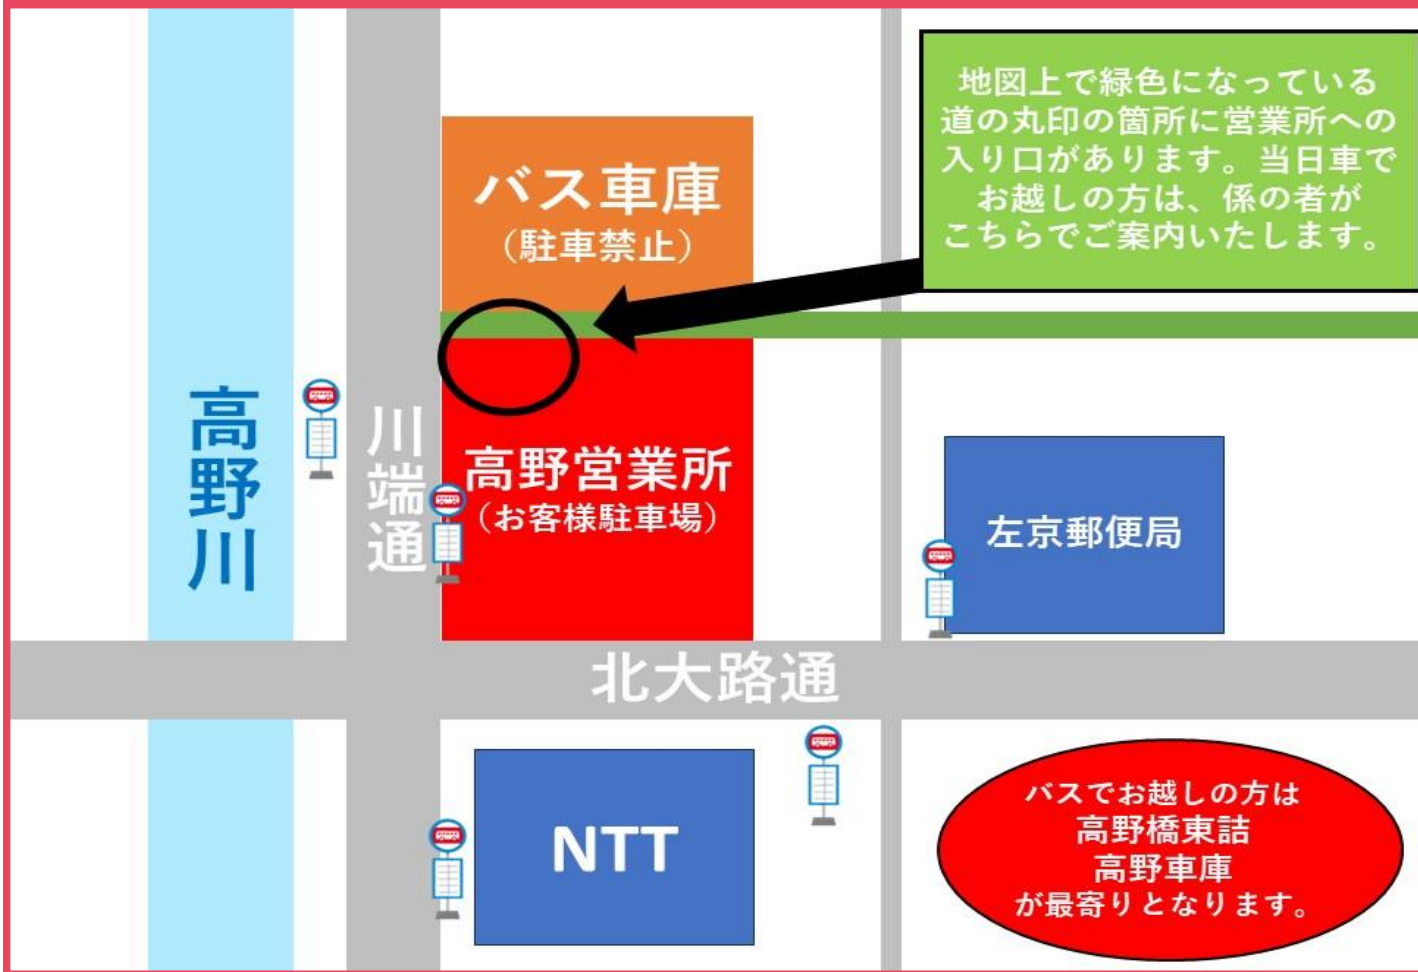 地図上で緑色になっている
道の丸印の箇所に営業所への
入り口があります。当日車で
お越しの方は、係の者が
こちらでご案内いたします。
バス車庫
（駐車禁止）
高野川
川端通
高野営業所
（お客様駐車場）
左京郵便局
北大路通
NTT
バスでお越しの方は
高野橋東詰
高野車庫
が最寄りとなります。